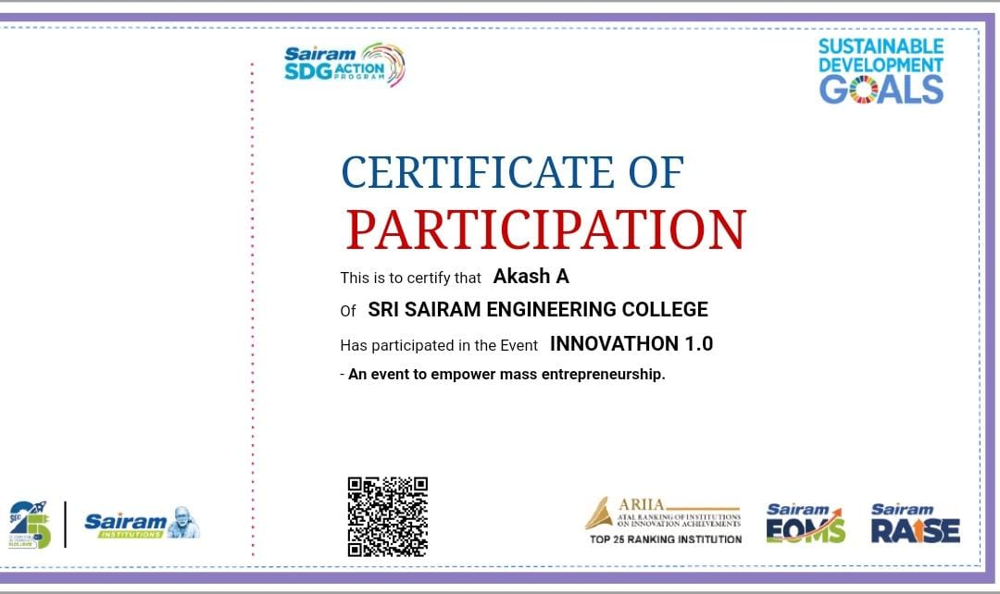 Sairam
SDG ACTION
PROGRAM
SUSTAINABLE
DEVELOPMENT
GOALS
CERTIFICATE OF
PARTICIPATION
This is to certify that Akash A
Of SRI SAIRAM ENGINEERING COLLEGE
Has participated in the Event INNOVATHON 1.0
- An event to empower mass entrepreneurship.
SEC
25
Sairam
INSTITUTIONS
ARIIA
ATAL RANKING OF INSTITUTIONS
ON INNOVATION ACHIEVEMENTS
TOP 25 RANKING INSTITUTION
Sairam
EOMS
Sairam
RAISE